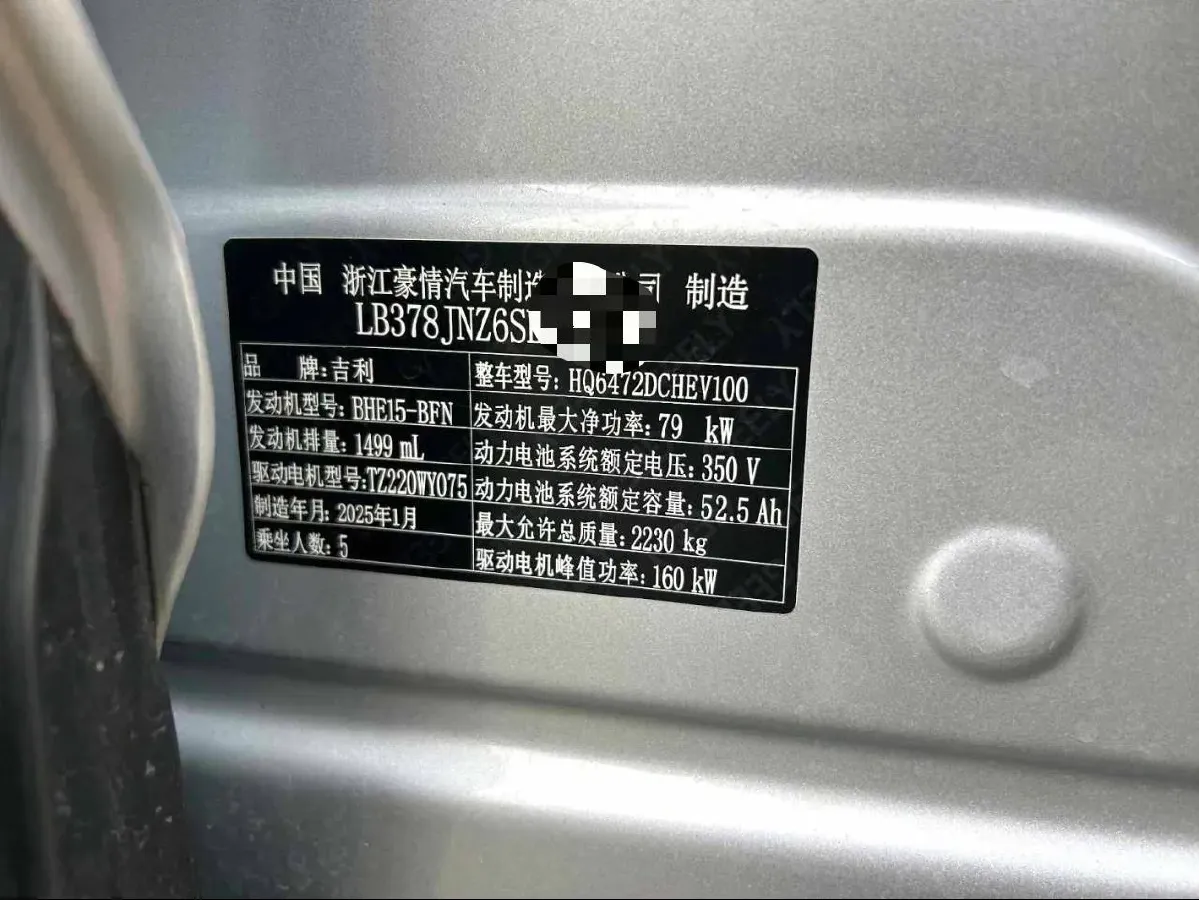 中国 浙江豪情汽车制造 公司 制造
LB378JNZ6S
品 牌:吉利 整车型号: HQ6472DCHEV100
发动机型号: BHE15-BFN 发动机最大净功率: 79 kW
发动机排量: 1499 mL 动力电池系统额定电压: 350 V
驱动电机型号:TZ220WY075 动力电池系统额定容量: 52.5 Ah
制造年月: 2025年1月 最大允许总质量: 2230 kg
乘坐人数: 5 驱动电机峰值功率: 160 kW